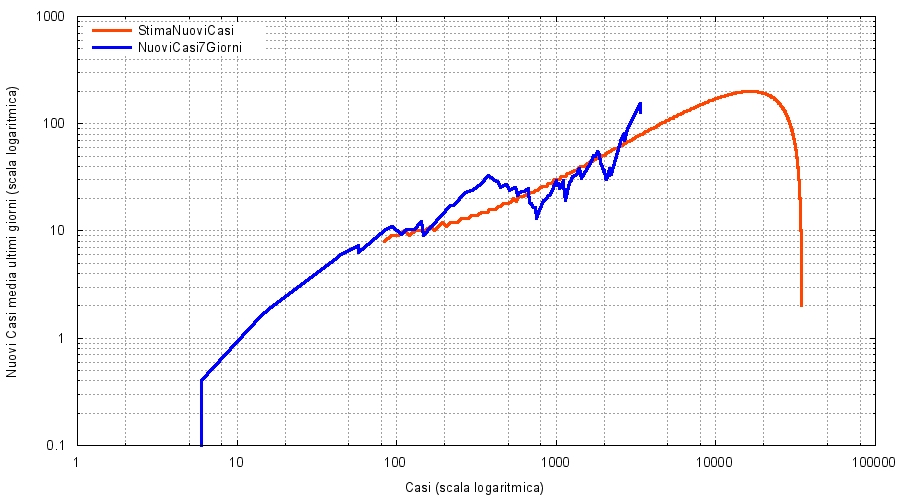 1000
StimaNuoviCasi
NuoviCasi7Giorni
100
10
1
0.1
Nuovi Casi media ultimi giorni (scala logaritmica)
1 10 100 1000 10000 100000
Casi (scala logaritmica)